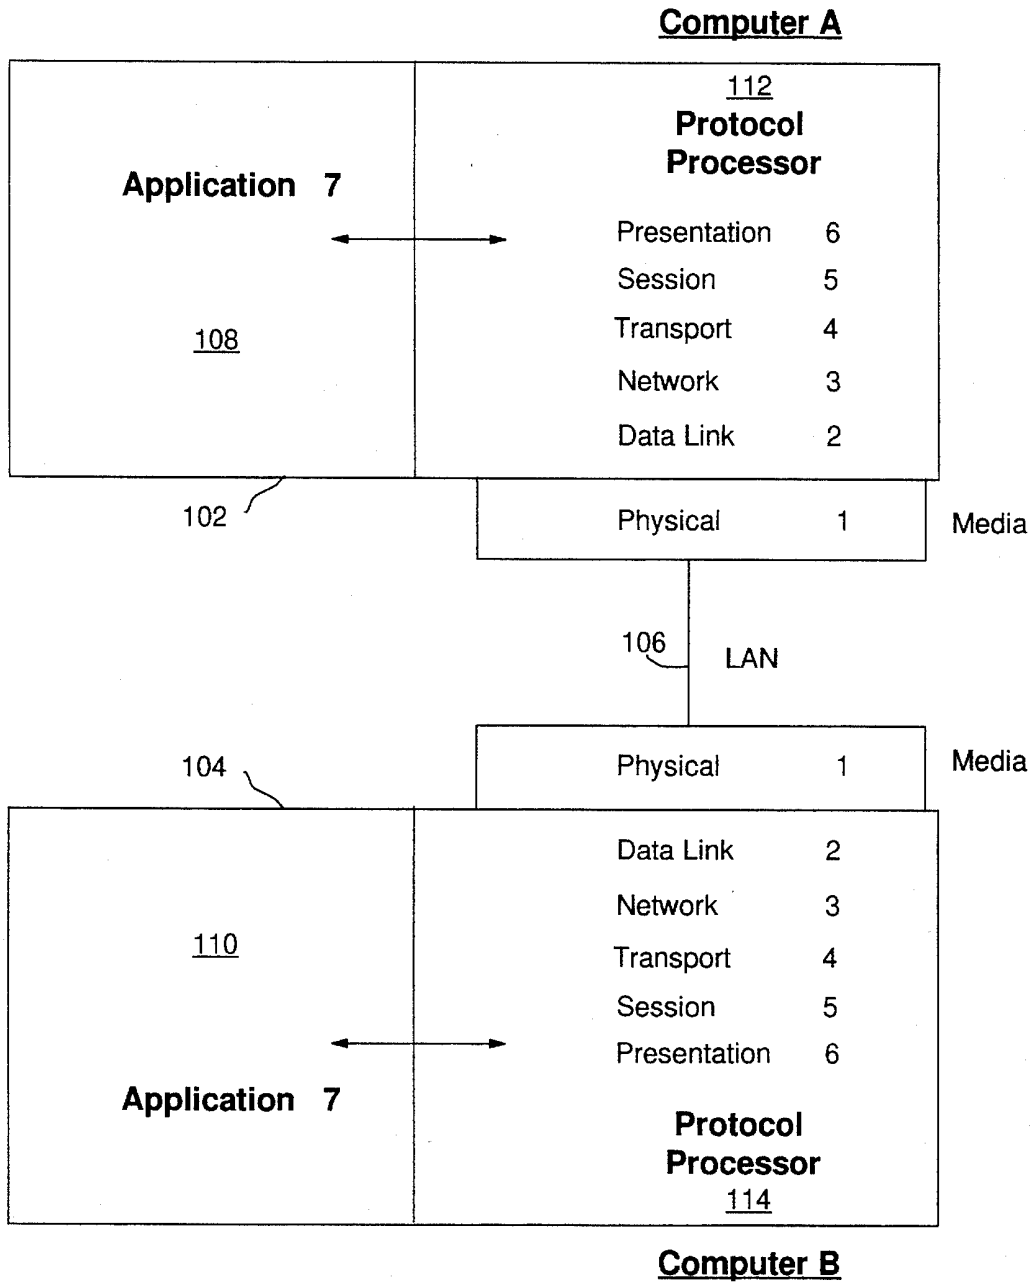 Computer A
112
Protocol
Processor
Application 7
Presentation 6
Session 5
108
Transport 4
Network 3
Data Link 2
102
Physical 1
Media
106
LAN
104
Physical 1
Media
Data Link 2
Network 3
110
Transport 4
Session 5
Presentation 6
Application 7
Protocol
Processor
114
Computer B